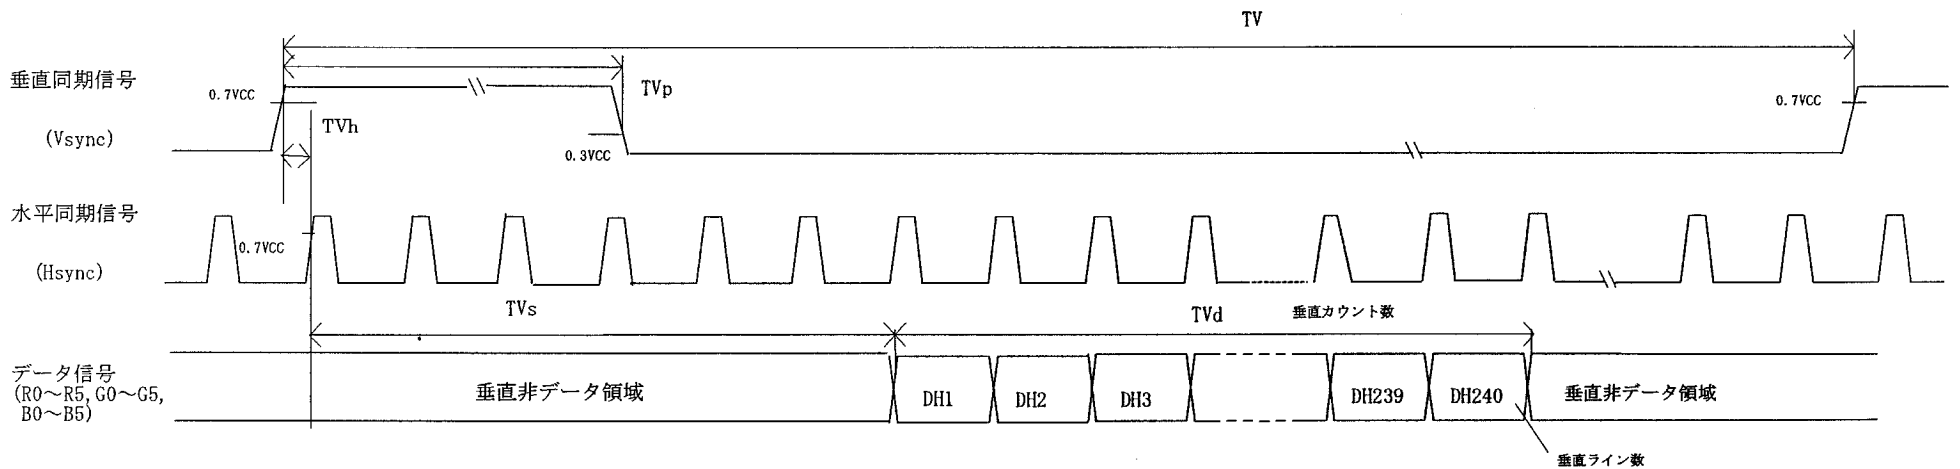 TV
垂直同期信号
(Vsync)
0.7VCC
TVp
0.7VCC
TVh
0.3VCC
水平同期信号
(Hsync)
0.7VCC
TVs
TVd
垂直カウント数
データ信号
(R0～R5,G0～G5,
B0～B5)
垂直非データ領域
DH1
DH2
DH3
DH239
DH240
垂直非データ領域
垂直ライン数